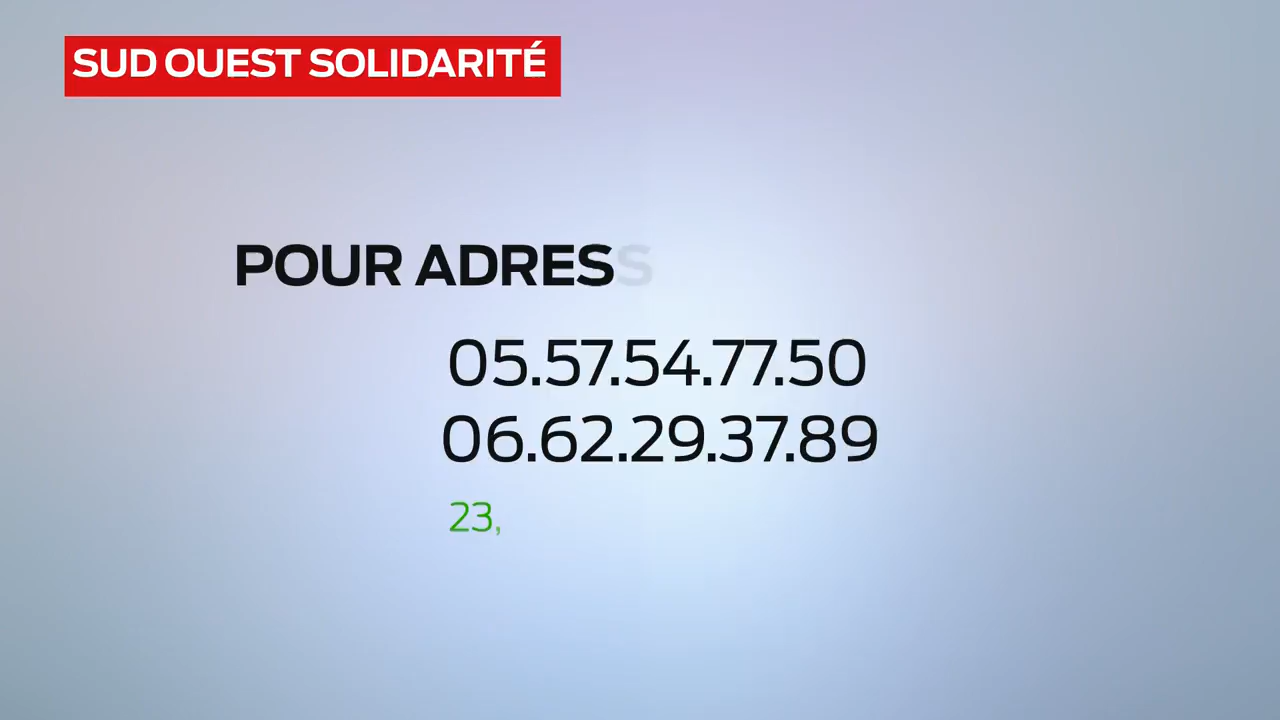 SUD OUEST SOLIDARITÉ
POUR ADRESS
05.57.54.77.50
06.62.29.37.89
23,